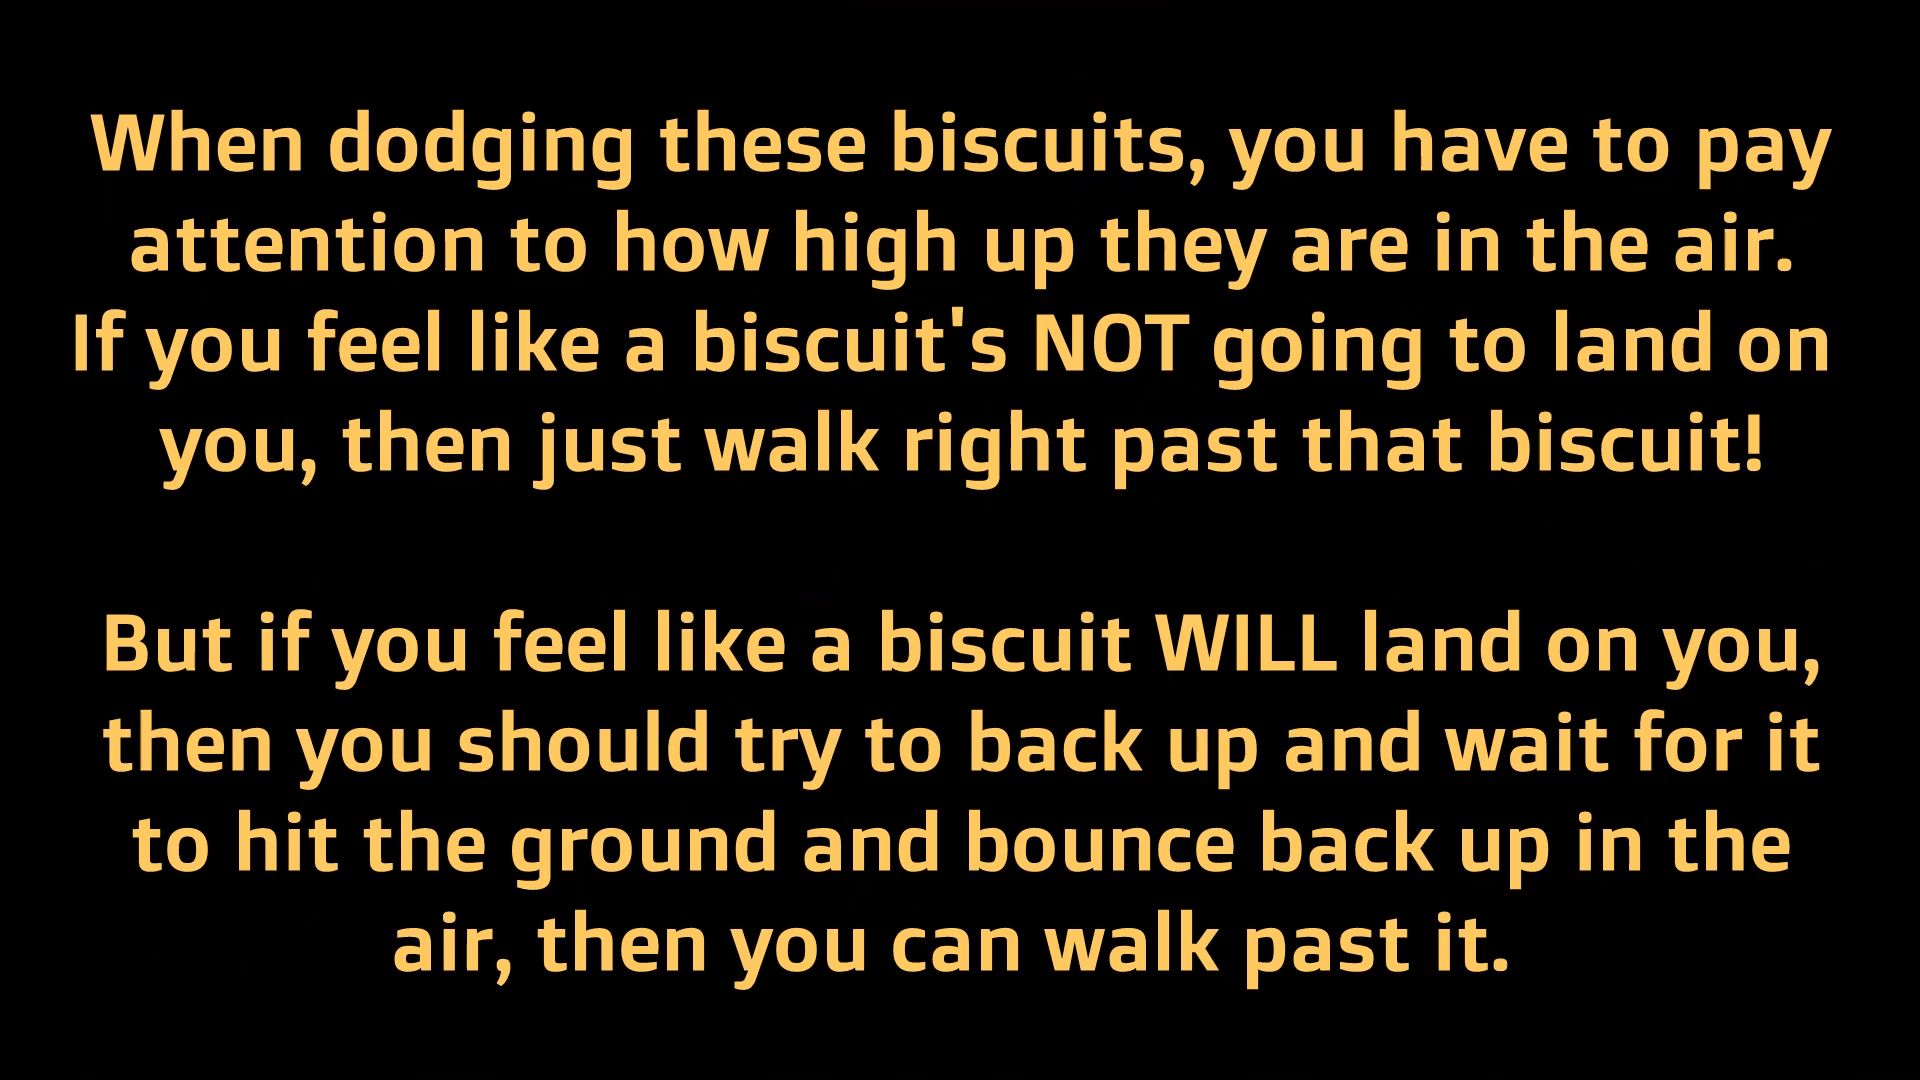 When dodging these biscuits, you have to pay
attention to how high up they are in the air.
If you feel like a biscuit's NOT going to land on
you, then just walk right past that biscuit!
But if you feel like a biscuit WILL land on you,
then you should try to back up and wait for it
to hit the ground and bounce back up in the
air, then you can walk past it.